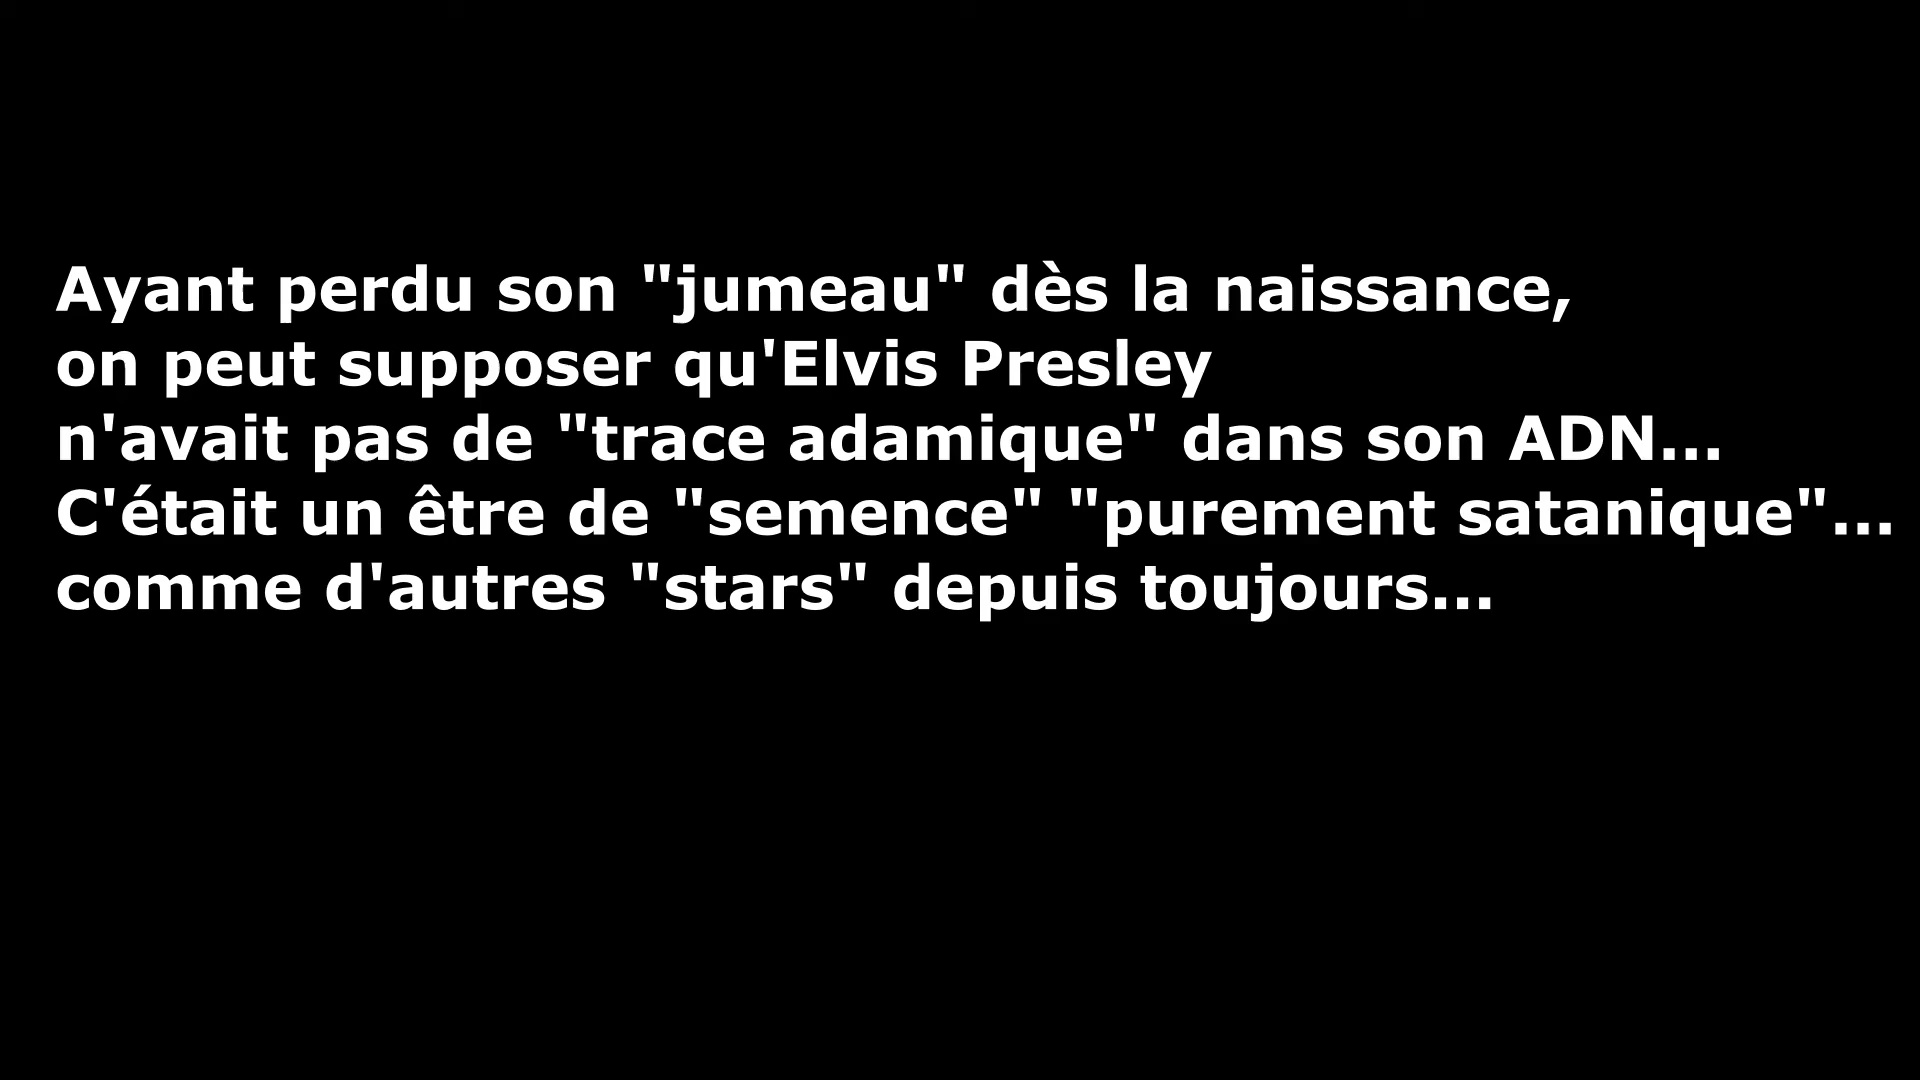 Ayant perdu son "jumeau" dès la naissance,
on peut supposer qu'Elvis Presley
n'avait pas de "trace adamique" dans son ADN...
C'était un être de "semence" "purement satanique"...
comme d'autres "stars" depuis toujours...